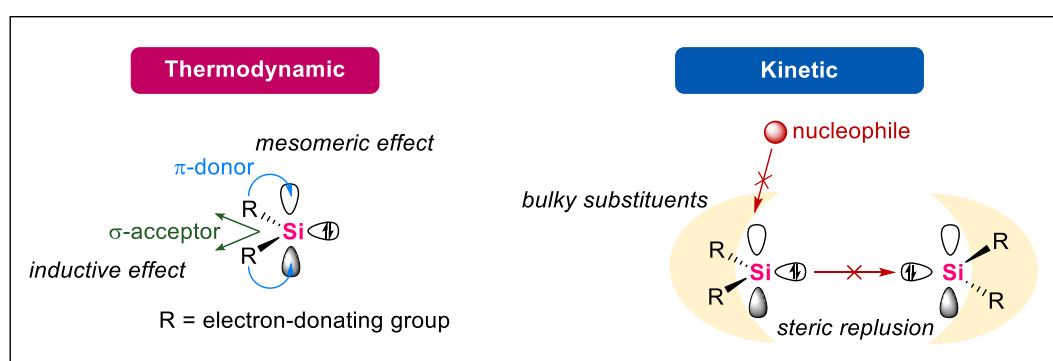 Thermodynamic
mesomeric effect
π-donor
R
Si
σ-acceptor
R
inductive effect
R = electron-donating group
Kinetic
nucleophile
bulky substituents
R
Si
R
R
Si
R
steric replusion